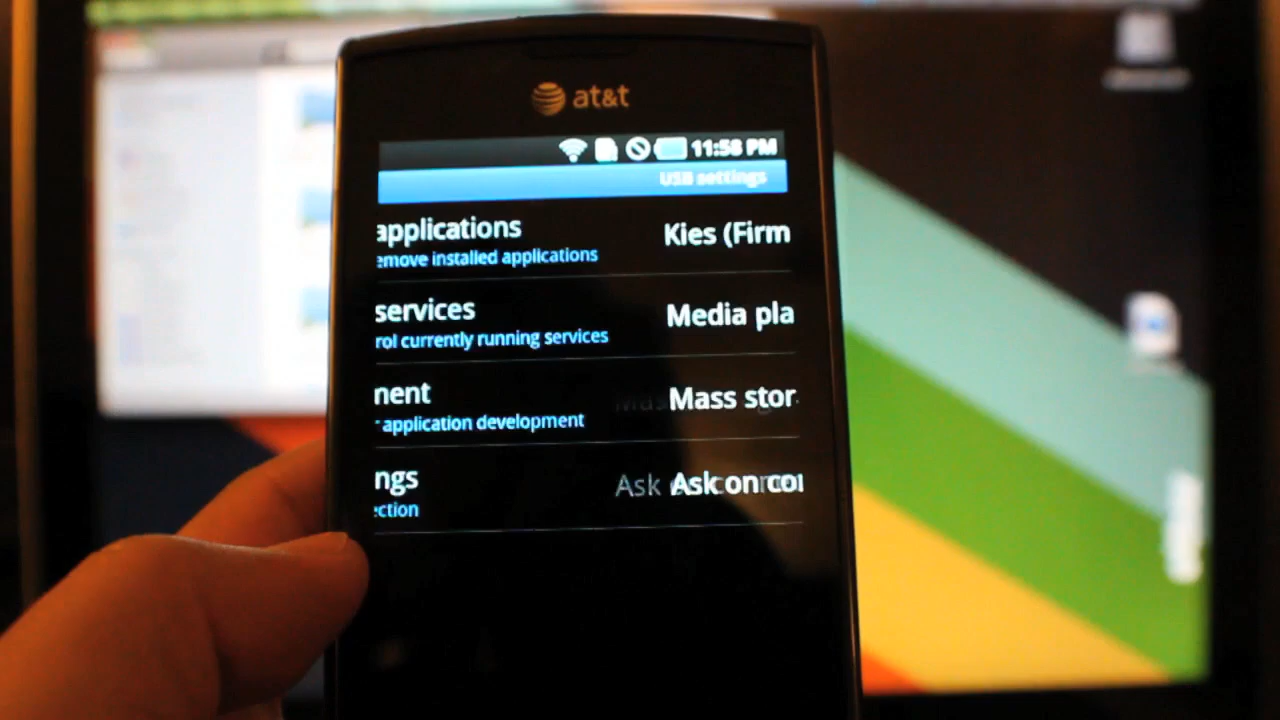 at&t
11:58 PM
USB settings
applications
emove installed applications
Kies (Firm
services
rol currently running services
Media pla
nent
application development
Mass stor
ngs
ction
Ask Ask on co